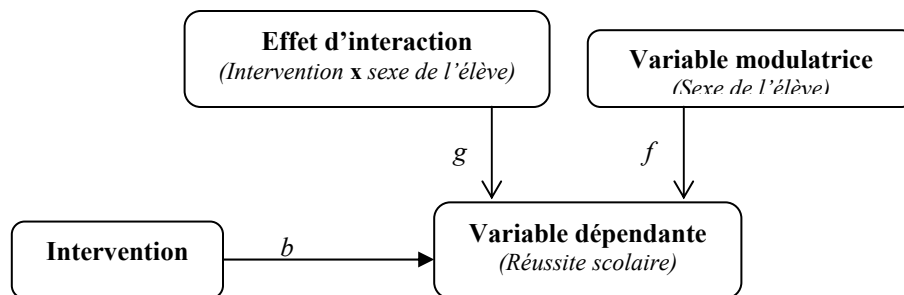 Effet d’interaction
(Intervention x sexe de l’élève)
Variable modulatrice
(Sexe de l’élève)
g
f
Intervention
b
Variable dépendante
(Réussite scolaire)